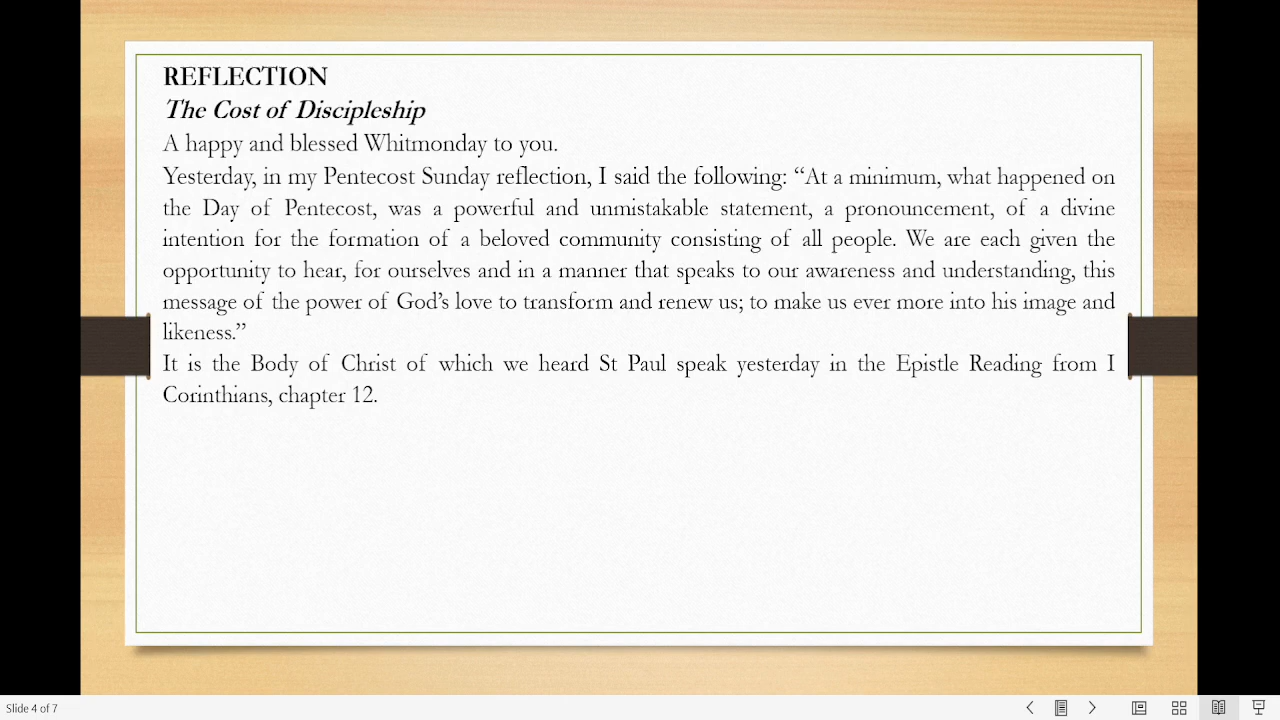 REFLECTION
The Cost of Discipleship
A happy and blessed Whitmonday to you.
Yesterday, in my Pentecost Sunday reflection, I said the following: “At a minimum, what happened on
the Day of Pentecost, was a powerful and unmistakable statement, a pronouncement, of a divine
intention for the formation of a beloved community consisting of all people. We are each given the
opportunity to hear, for ourselves and in a manner that speaks to our awareness and understanding, this
message of the power of God’s love to transform and renew us; to make us ever more into his image and
likeness.”
It is the Body of Christ of which we heard St Paul speak yesterday in the Epistle Reading from I
Corinthians, chapter 12.
Slide 4 of 7